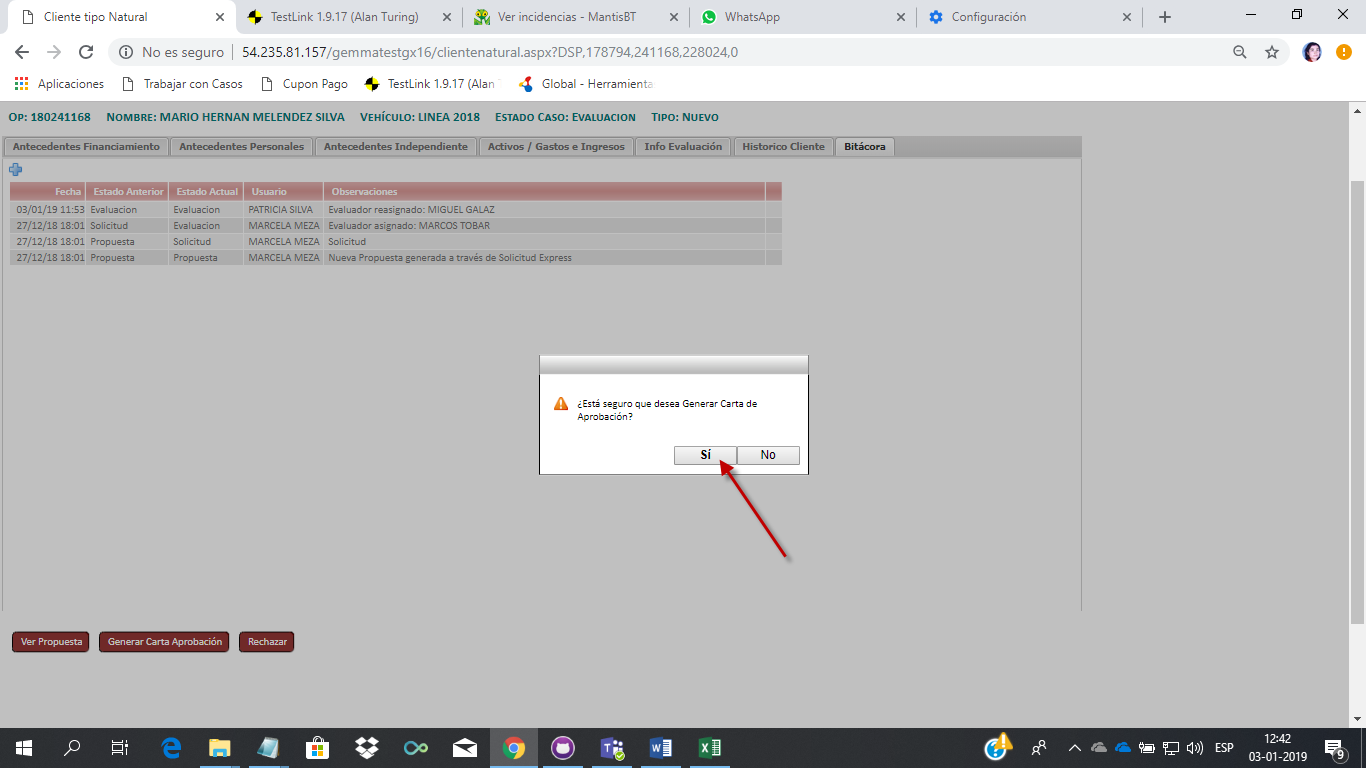 Cliente tipo Natural
TestLink 1.9.17 (Alan Turing)
Ver incidencias - MantisBT
WhatsApp
Configuración
No es seguro | 54.235.81.157/gemmatestgx16/clientenatural.aspx?DSP,178794,241168,228024,0
Aplicaciones
Trabajar con Casos
Cupon Pago
TestLink 1.9.17 (Alan
Global - Herramienta
OP: 180241168 NOMBRE: MARIO HERNAN MELENDEZ SILVA VEHÍCULO: LINEA 2018 ESTADO CASO: EVALUACION TIPO: NUEVO
Antecedentes Financiamiento
Antecedentes Personales
Antecedentes Independiente
Activos / Gastos e Ingresos
Info Evaluación
Historico Cliente
Bitácora
Fecha Estado Anterior Estado Actual Usuario Observaciones
03/01/19 11:53 Evaluacion Evaluacion PATRICIA SILVA Evaluador reasignado: MIGUEL GALAZ
27/12/18 18:01 Solicitud Evaluacion MARCELA MEZA Evaluador asignado: MARCOS TOBAR
27/12/18 18:01 Propuesta Solicitud MARCELA MEZA Solicitud
27/12/18 18:01 Propuesta Propuesta MARCELA MEZA Nueva Propuesta generada a través de Solicitud Express
¿Está seguro que desea Generar Carta de
Aprobación?
Sí
No
Ver Propuesta
Generar Carta Aprobación
Rechazar
ESP
12:42
03-01-2019
9